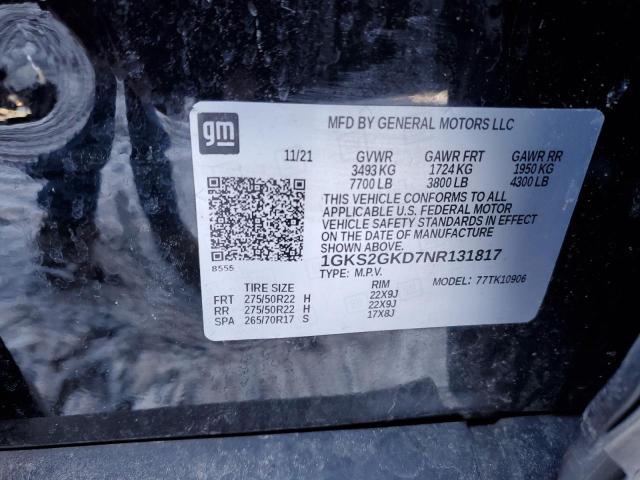 gm
MFD BY GENERAL MOTORS LLC
11/21 GVWR GAWR FRT GAWR RR
3493 KG 1724 KG 1950 KG
7700 LB 3800 LB 4300 LB
THIS VEHICLE CONFORMS TO ALL
APPLICABLE U.S. FEDERAL MOTOR
VEHICLE SAFETY STANDARDS IN EFFECT
ON THE DATE OF MANUFACTURE
SHOWN ABOVE.
1GKS2GKD7NR131817
8555
TYPE: M.P.V. MODEL: 77TK10906
TIRE SIZE RIM
FRT 275/50R22 H 22X9J
RR 275/50R22 H 22X9J
SPA 265/70R17 S 17X8J